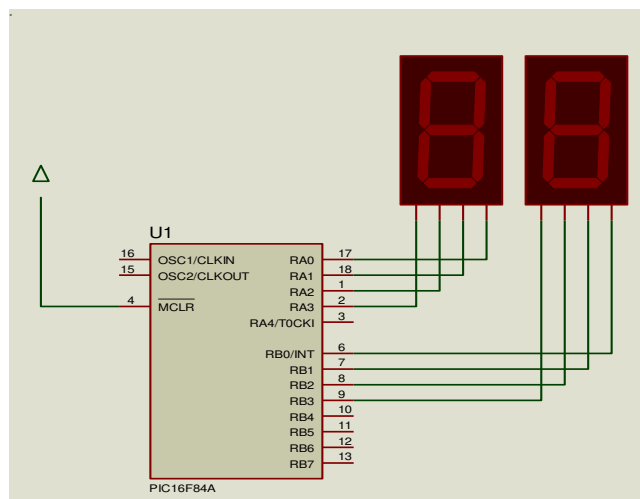 U1
16 OSC1/CLKIN RA0 17
15 OSC2/CLKOUT RA1 18
RA2 1
4 MCLR RA3 2
RA4/T0CKI 3
RB0/INT 6
RB1 7
RB2 8
RB3 9
RB4 10
RB5 11
RB6 12
RB7 13
PIC16F84A